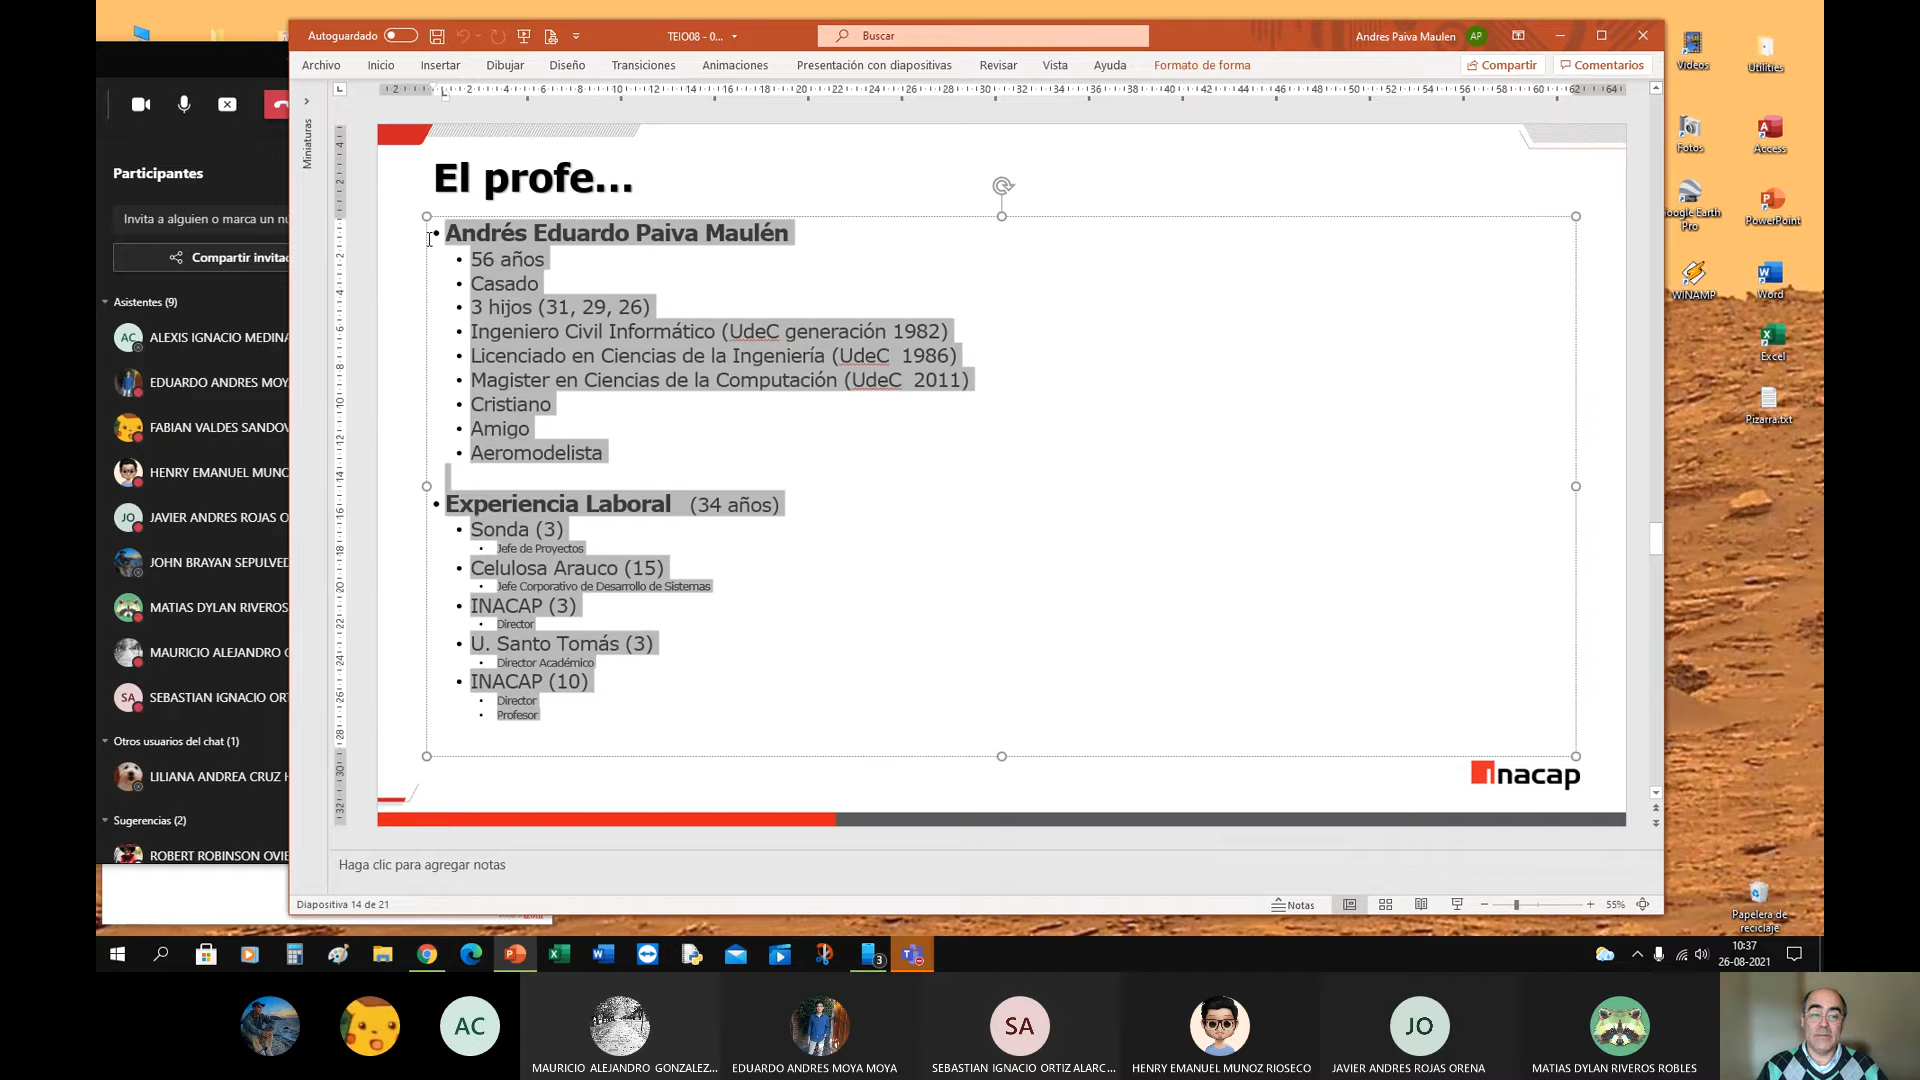 Autoguardado
TEIO08 - 0...
Buscar
Andres Paiva Maulen
AP
Archivo
Inicio
Insertar
Dibujar
Diseño
Transiciones
Animaciones
Presentación con diapositivas
Revisar
Vista
Ayuda
Formato de forma
Compartir
Comentarios
Miniaturas
Participantes
Invita a alguien o marca un nú
Compartir invitac
Asistentes (9)
AC
ALEXIS IGNACIO MEDINA
EDUARDO ANDRES MOY
FABIAN VALDES SANDOV
HENRY EMANUEL MUNO
JO
JAVIER ANDRES ROJAS O
JOHN BRAYAN SEPULVED
MATIAS DYLAN RIVEROS
MAURICIO ALEJANDRO G
SA
SEBASTIAN IGNACIO ORT
Otros usuarios del chat (1)
LILIANA ANDREA CRUZ H
Sugerencias (2)
ROBERT ROBINSON OVIE
El profe...
• Andrés Eduardo Paiva Maulén
• 56 años
• Casado
• 3 hijos (31, 29, 26)
• Ingeniero Civil Informático (UdeC generación 1982)
• Licenciado en Ciencias de la Ingeniería (UdeC 1986)
• Magister en Ciencias de la Computación (UdeC 2011)
• Cristiano
• Amigo
• Aeromodelista
• Experiencia Laboral (34 años)
• Sonda (3)
• Jefe de Proyectos
• Celulosa Arauco (15)
• Jefe Corporativo de Desarrollo de Sistemas
• INACAP (3)
• Director
• U. Santo Tomás (3)
• Director Académico
• INACAP (10)
• Director
• Profesor
inacap
Haga clic para agregar notas
Diapositiva 14 de 21
Notas
55%
Videos
Utilities
Fotos
Access
Google Earth
Pro
PowerPoint
WINAMP
Word
Excel
Pizarra.txt
Papelera de
reciclaje
3
10:37
26-08-2021
AC
SA
JO
MAURICIO ALEJANDRO GONZALEZ...
EDUARDO ANDRES MOYA MOYA
SEBASTIAN IGNACIO ORTIZ ALARC...
HENRY EMANUEL MUNOZ RIOSECO
JAVIER ANDRES ROJAS ORENA
MATIAS DYLAN RIVEROS ROBLES